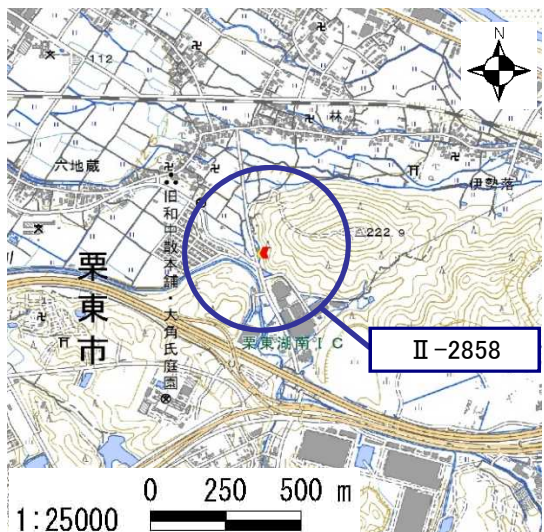 N
112
林
六地蔵
旧和中散本舗・大角氏庭園
伊勢落
222.9
栗東市
栗東湖南IC
Ⅱ-2858
0 250 500 m
1:25000